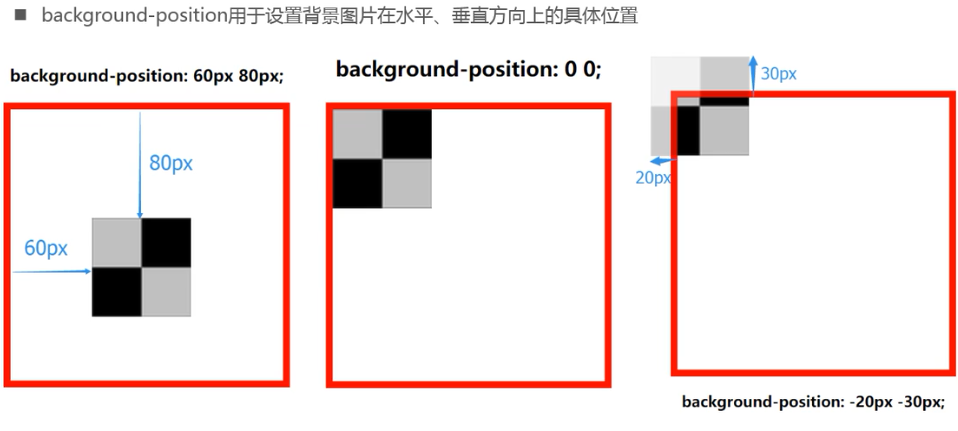 ■ background-position用于设置背景图片在水平、垂直方向上的具体位置
background-position: 60px 80px;
80px
60px
background-position: 0 0;
30px
20px
background-position: -20px -30px;